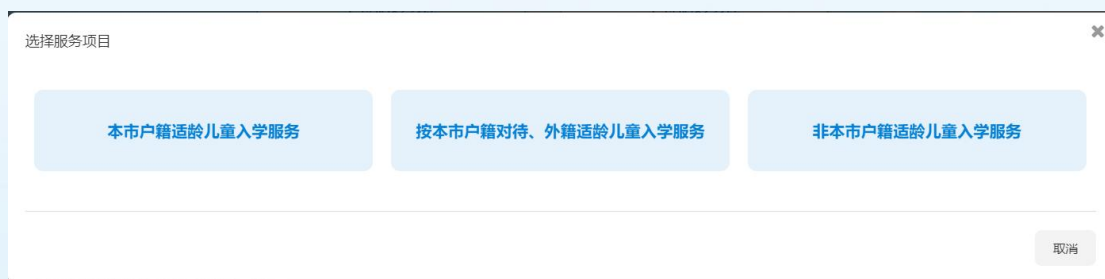 选择服务项目
本市户籍适龄儿童入学服务
按本市户籍对待、外籍适龄儿童入学服务
非本市户籍适龄儿童入学服务
取消